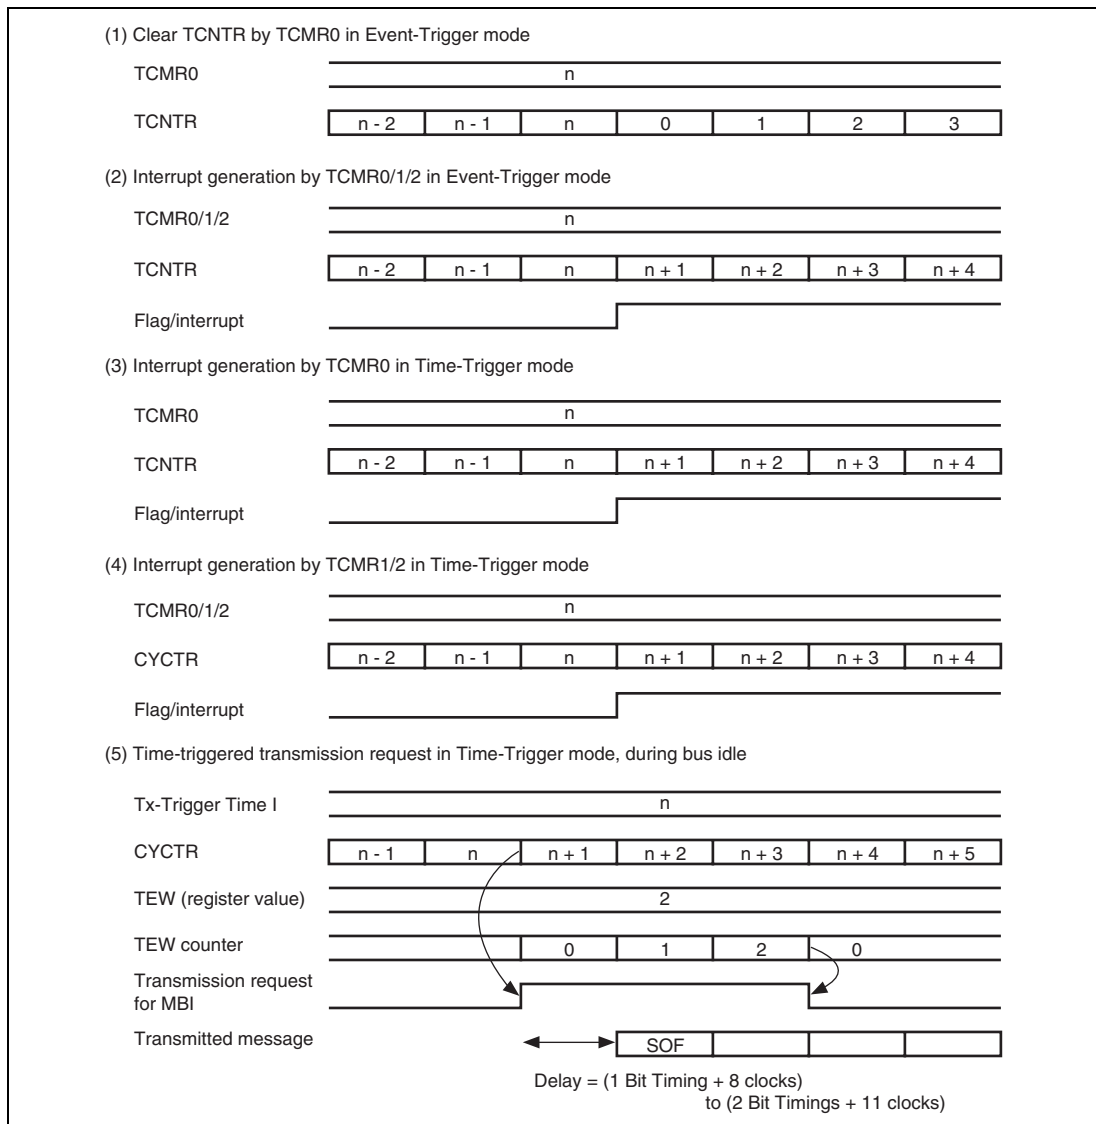 (1) Clear TCNTR by TCMR0 in Event-Trigger mode
TCMR0 n
TCNTR n - 2 n - 1 n 0 1 2 3
(2) Interrupt generation by TCMR0/1/2 in Event-Trigger mode
TCMR0/1/2 n
TCNTR n - 2 n - 1 n n + 1 n + 2 n + 3 n + 4
Flag/interrupt
(3) Interrupt generation by TCMR0 in Time-Trigger mode
TCMR0 n
TCNTR n - 2 n - 1 n n + 1 n + 2 n + 3 n + 4
Flag/interrupt
(4) Interrupt generation by TCMR1/2 in Time-Trigger mode
TCMR0/1/2 n
CYCTR n - 2 n - 1 n n + 1 n + 2 n + 3 n + 4
Flag/interrupt
(5) Time-triggered transmission request in Time-Trigger mode, during bus idle
Tx-Trigger Time I n
CYCTR n - 1 n n + 1 n + 2 n + 3 n + 4 n + 5
TEW (register value) 2
TEW counter 0 1 2 0
Transmission request
for MBI
Transmitted message SOF
Delay = (1 Bit Timing + 8 clocks)
to (2 Bit Timings + 11 clocks)